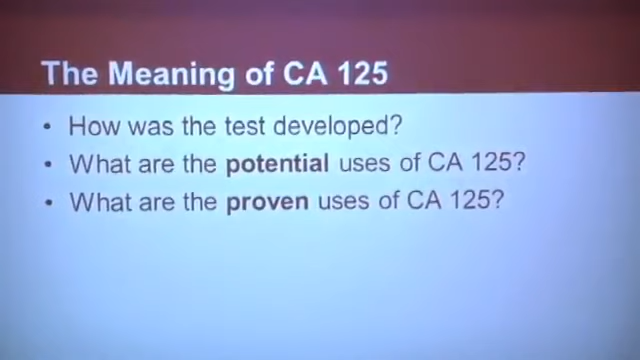 The Meaning of CA 125
• How was the test developed?
• What are the potential uses of CA 125?
• What are the proven uses of CA 125?